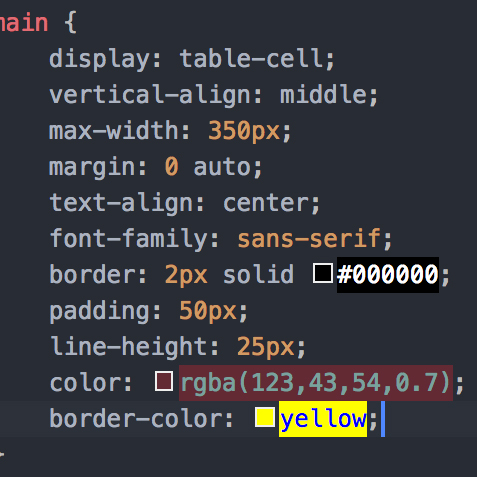 main {
display: table-cell;
vertical-align: middle;
max-width: 350px;
margin: 0 auto;
text-align: center;
font-family: sans-serif;
border: 2px solid #000000;
padding: 50px;
line-height: 25px;
color: rgba(123,43,54,0.7);
border-color: yellow;
}